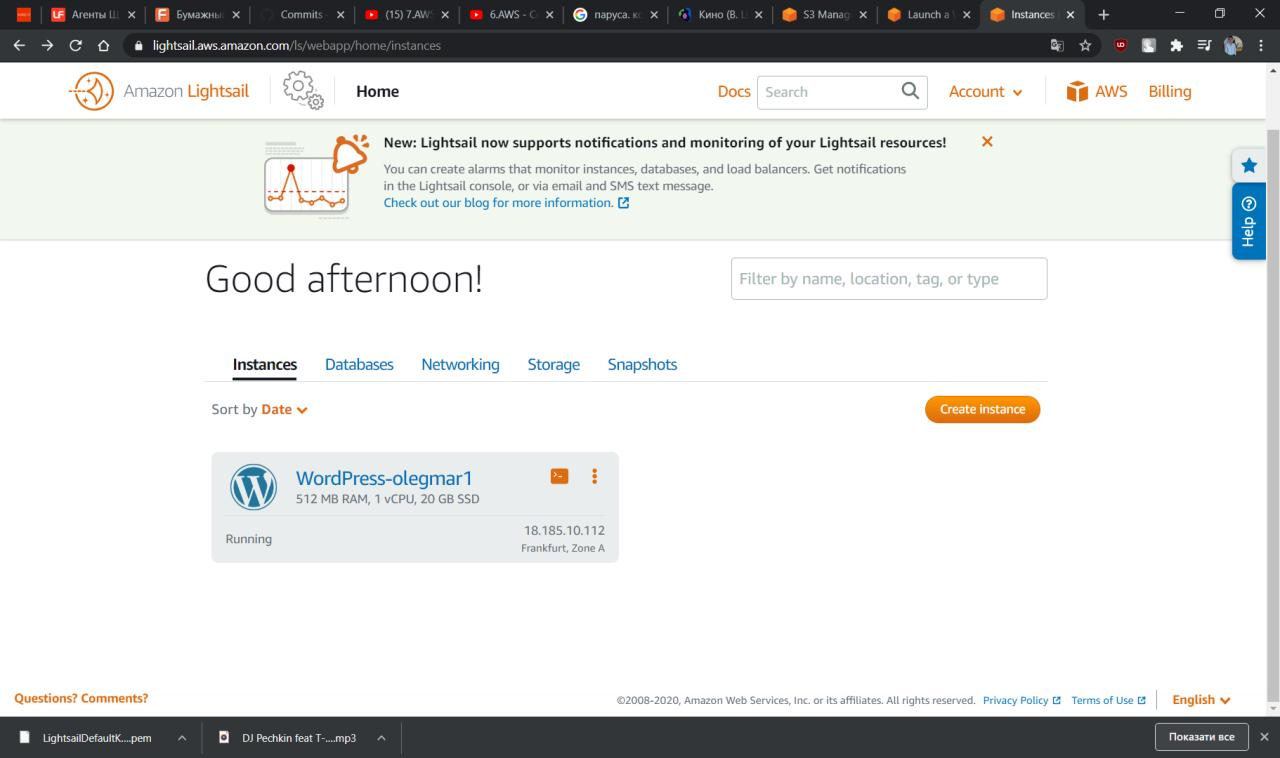 Агенты Щ
Бумажны
Commits -
(15) 7.AWS
6.AWS - C
паруса. ко
Кино (В. Ц
S3 Manag
Launch a V
Instances
lightsail.aws.amazon.com/ls/webapp/home/instances
Amazon Lightsail
Home
Docs
Search
Account
AWS
Billing
New: Lightsail now supports notifications and monitoring of your Lightsail resources!
You can create alarms that monitor instances, databases, and load balancers. Get notifications
in the Lightsail console, or via email and SMS text message.
Check out our blog for more information.
Help
Good afternoon!
Filter by name, location, tag, or type
Instances
Databases
Networking
Storage
Snapshots
Sort by Date
Create instance
WordPress-olegmar1
512 MB RAM, 1 vCPU, 20 GB SSD
Running
18.185.10.112
Frankfurt, Zone A
Questions? Comments?
©2008-2020, Amazon Web Services, Inc. or its affiliates. All rights reserved.
Privacy Policy
Terms of Use
English
LightsailDefaultK....pem
DJ Pechkin feat T-....mp3
Показати все